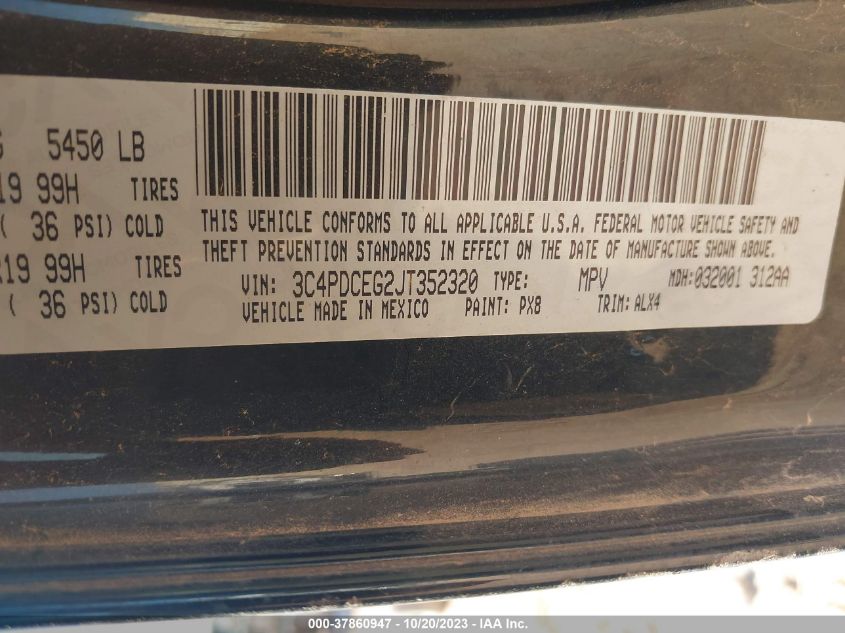 G 5450 LB
19 99H TIRES
( 36 PSI) COLD
R19 99H TIRES
( 36 PSI) COLD
THIS VEHICLE CONFORMS TO ALL APPLICABLE U.S.A. FEDERAL MOTOR VEHICLE SAFETY AND
THEFT PREVENTION STANDARDS IN EFFECT ON THE DATE OF MANUFACTURE SHOWN ABOVE.
VIN: 3C4PDCEG2JT352320 TYPE: MPV MDH:032001 312AA
VEHICLE MADE IN MEXICO PAINT: PX8 TRIM: ALX4
000-37860947 - 10/20/2023 - IAA Inc.